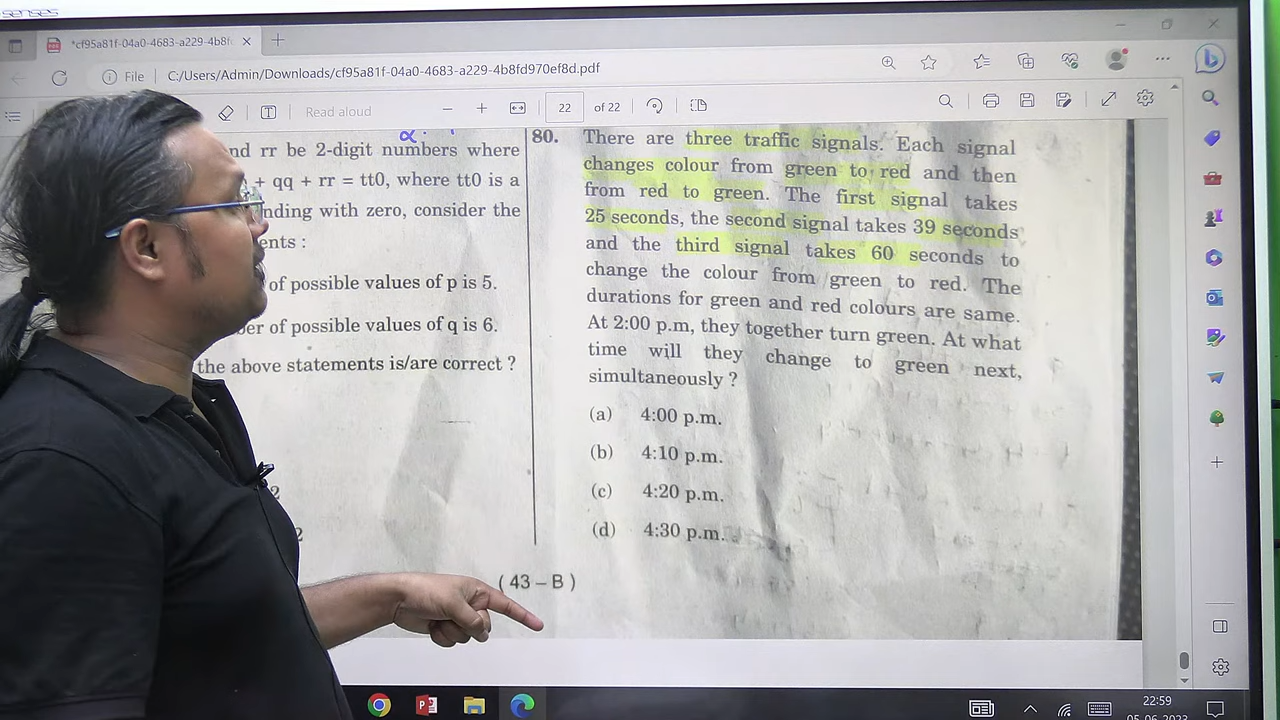 senses
*cf95a81f-04a0-4683-a229-4b8f
File C:/Users/Admin/Downloads/cf95a81f-04a0-4683-a229-4b8fd970ef8d.pdf
Read aloud
22 of 22
nd rr be 2-digit numbers where
+ qq + rr = tt0, where tt0 is a
nding with zero, consider the
ents :
of possible values of p is 5.
er of possible values of q is 6.
the above statements is/are correct ?
2
2
80. There are three traffic signals. Each signal
changes colour from green to red and then
from red to green. The first signal takes
25 seconds, the second signal takes 39 seconds
and the third signal takes 60 seconds to
change the colour from green to red. The
durations for green and red colours are same.
At 2:00 p.m, they together turn green. At what
time will they change to green next,
simultaneously ?
(a) 4:00 p.m.
(b) 4:10 p.m.
(c) 4:20 p.m.
(d) 4:30 p.m.
( 43 – B )
22:59
05-06-2023